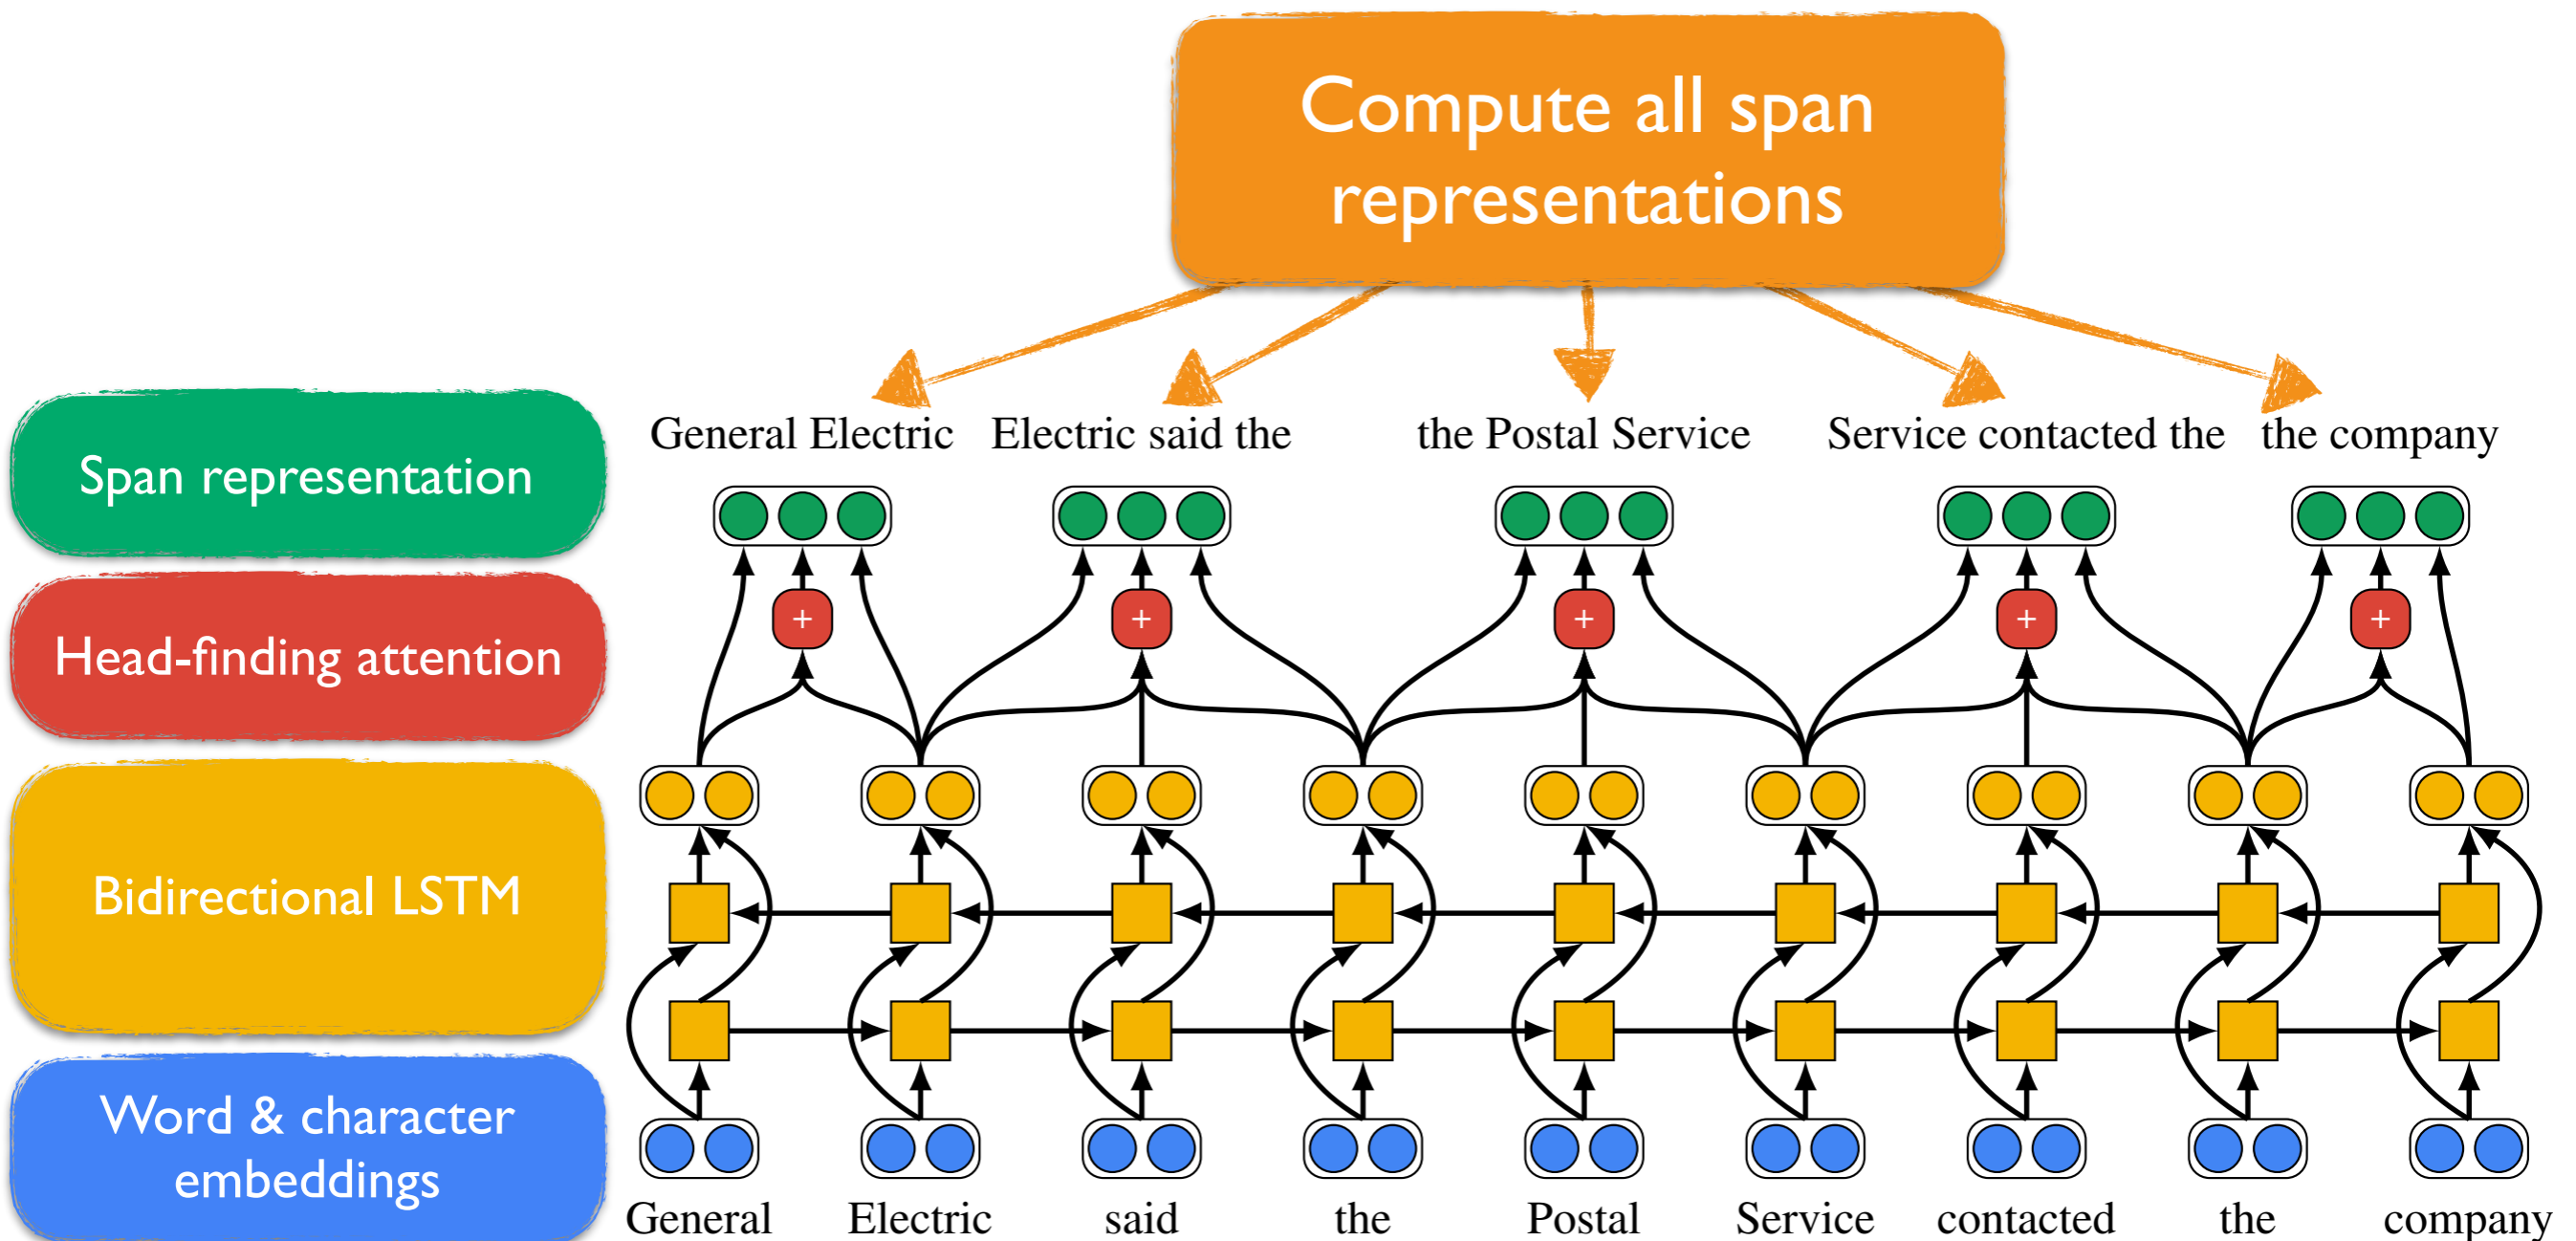 Compute all span
representations
General Electric
Electric said the
the Postal Service
Service contacted the
the company
Span representation
Head-finding attention
+ + + + +
Bidirectional LSTM
Word & character
embeddings
General Electric said the Postal Service contacted the company